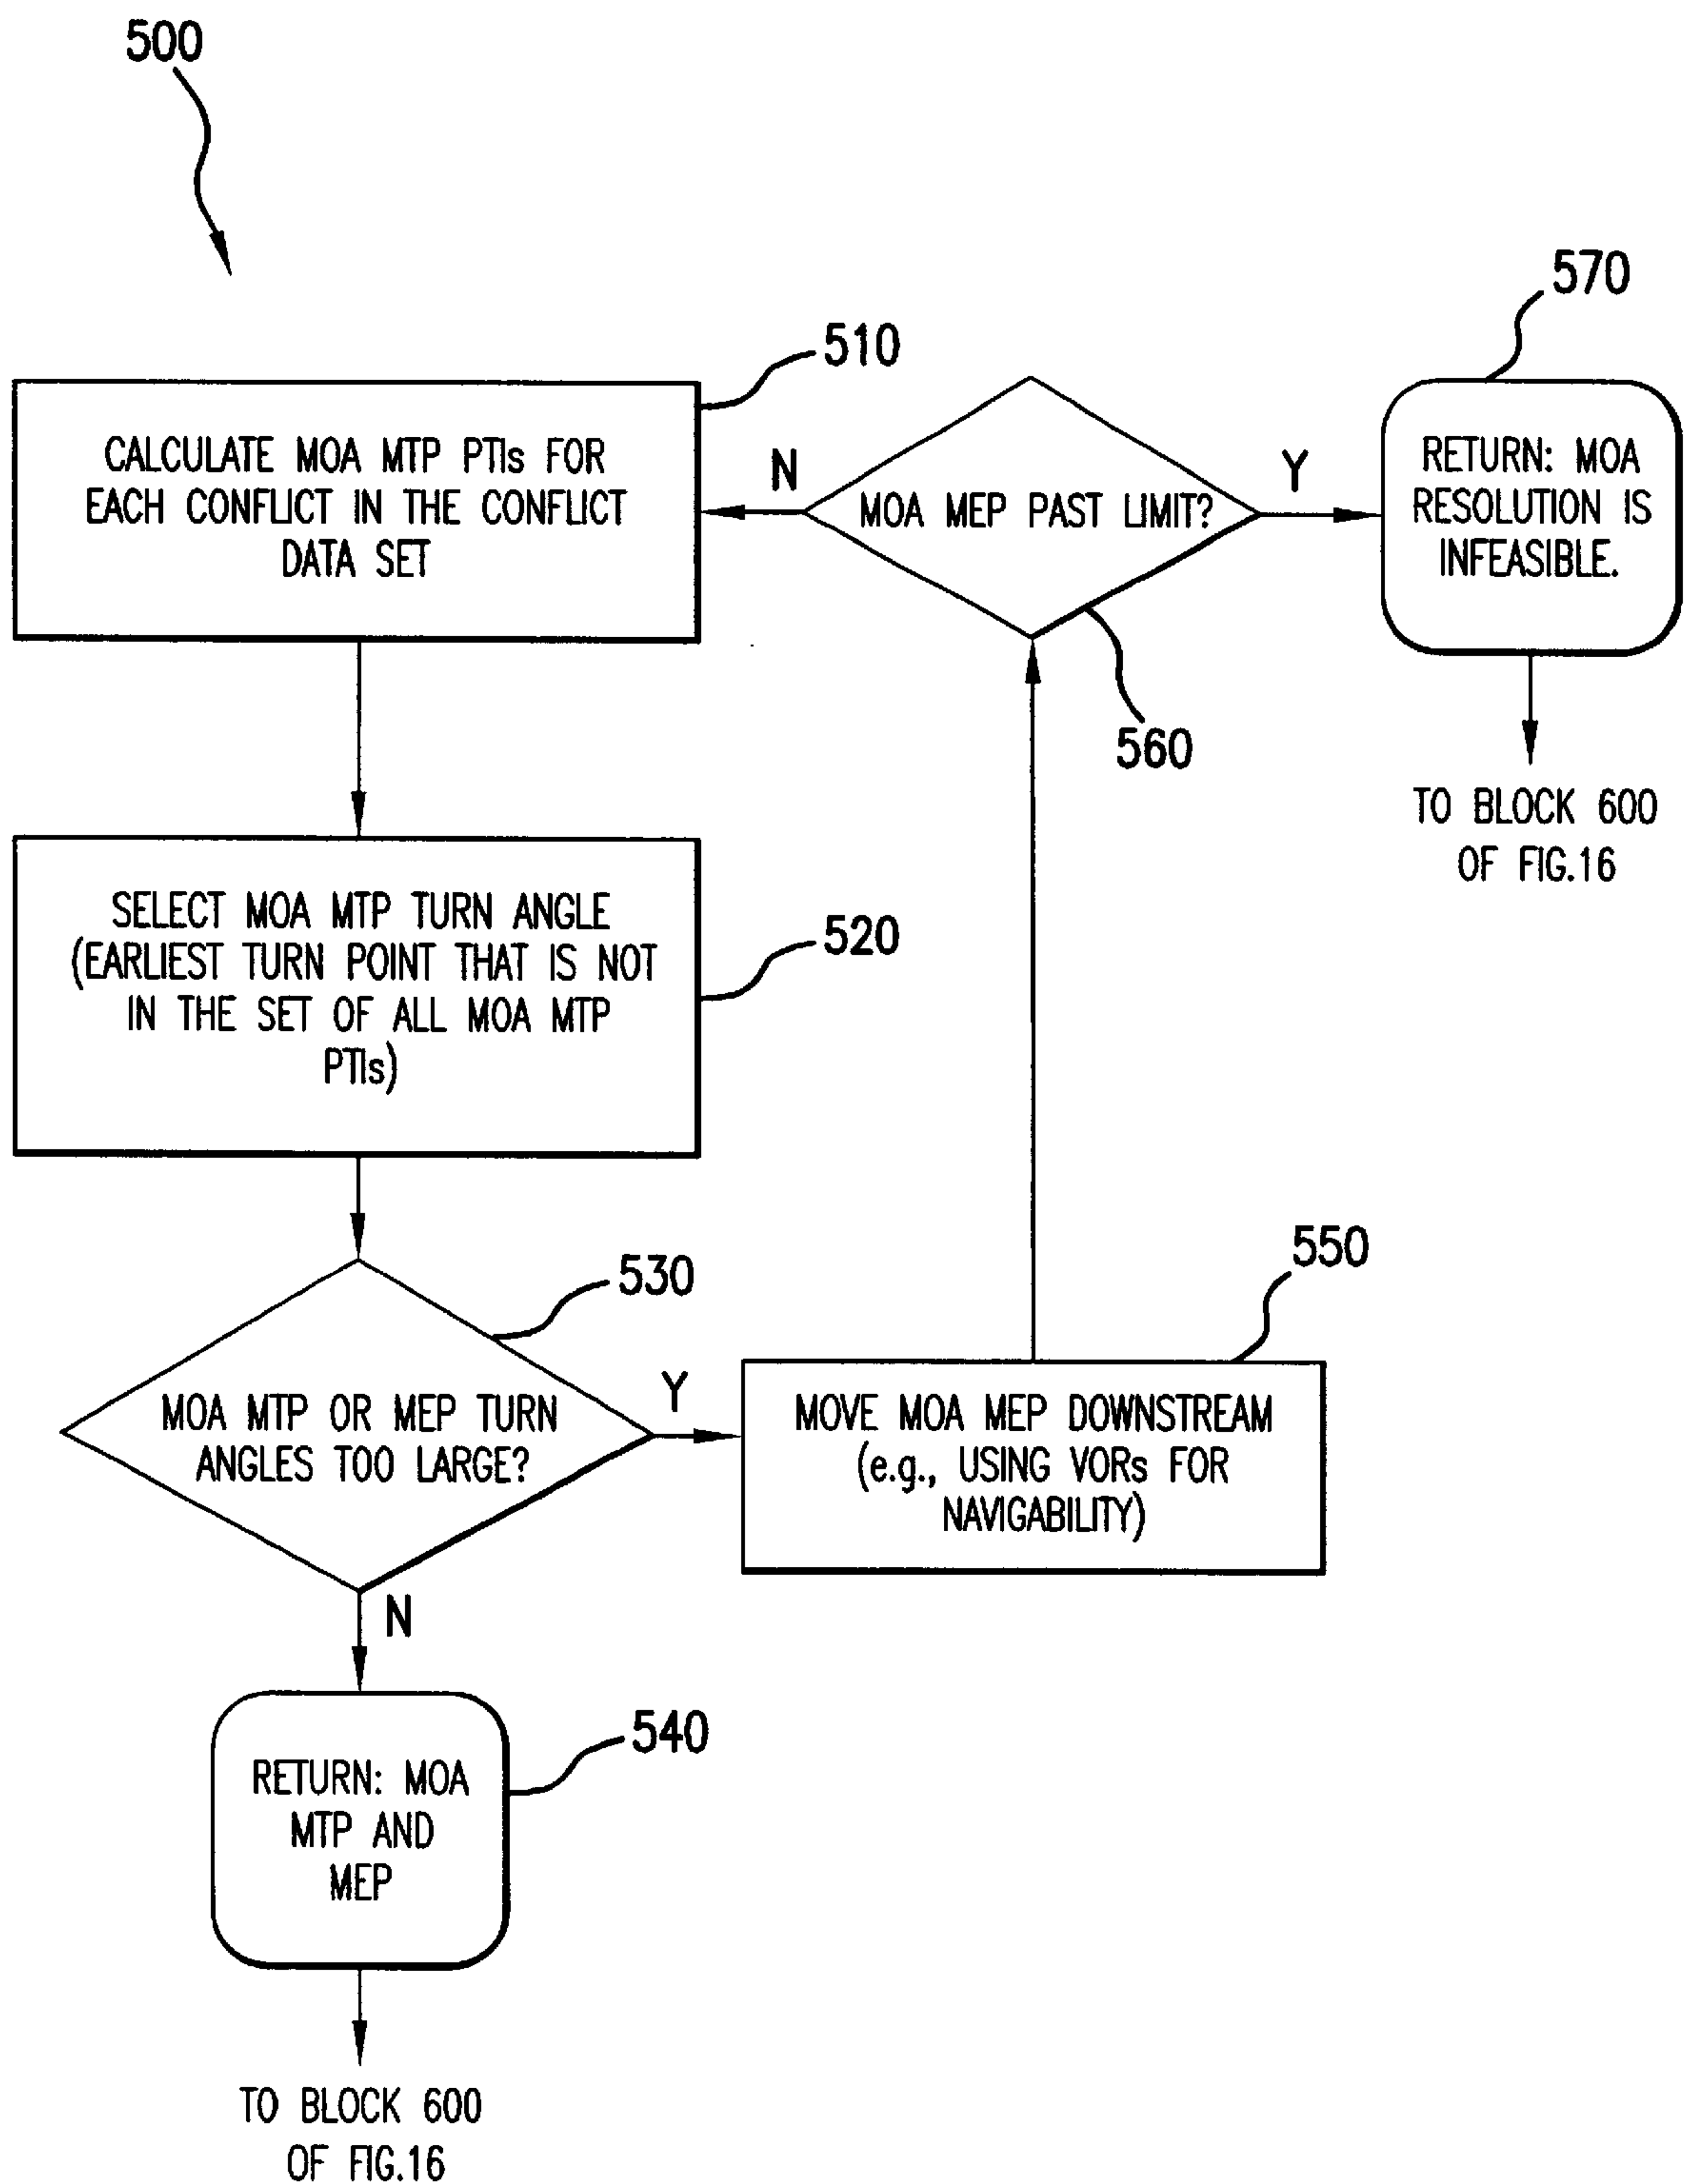 500
510
CALCULATE MOA MTP PTIs FOR
EACH CONFLICT IN THE CONFLICT
DATA SET
N
MOA MEP PAST LIMIT?
Y
570
RETURN: MOA
RESOLUTION IS
INFEASIBLE.
560
TO BLOCK 600
OF FIG.16
SELECT MOA MTP TURN ANGLE
(EARLIEST TURN POINT THAT IS NOT
IN THE SET OF ALL MOA MTP
PTIs)
520
530
MOA MTP OR MEP TURN
ANGLES TOO LARGE?
Y
550
MOVE MOA MEP DOWNSTREAM
(e.g., USING VORs FOR
NAVIGABILITY)
N
540
RETURN: MOA
MTP AND
MEP
TO BLOCK 600
OF FIG.16